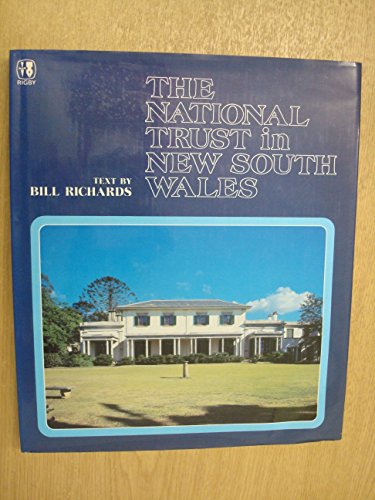 RIGBY
THE
NATIONAL
TRUST in
NEW SOUTH
WALES
TEXT BY
BILL RICHARDS